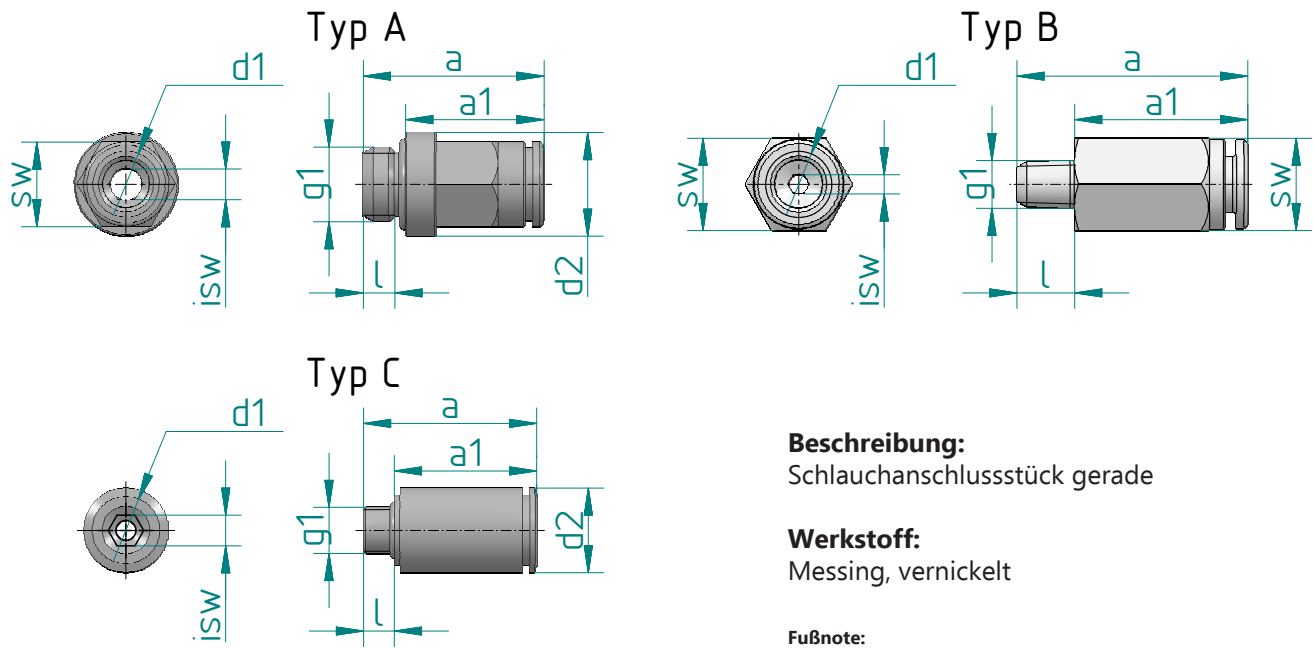 Typ A
d1
a
a1
sw
g1
isw
l
d2
Typ B
d1
a
a1
sw
g1
sw
isw
l
Typ C
d1
a
a1
g1
d2
isw
l
Beschreibung:
Schlauchanschlussstück gerade
Werkstoff:
Messing, vernickelt
Fußnote: